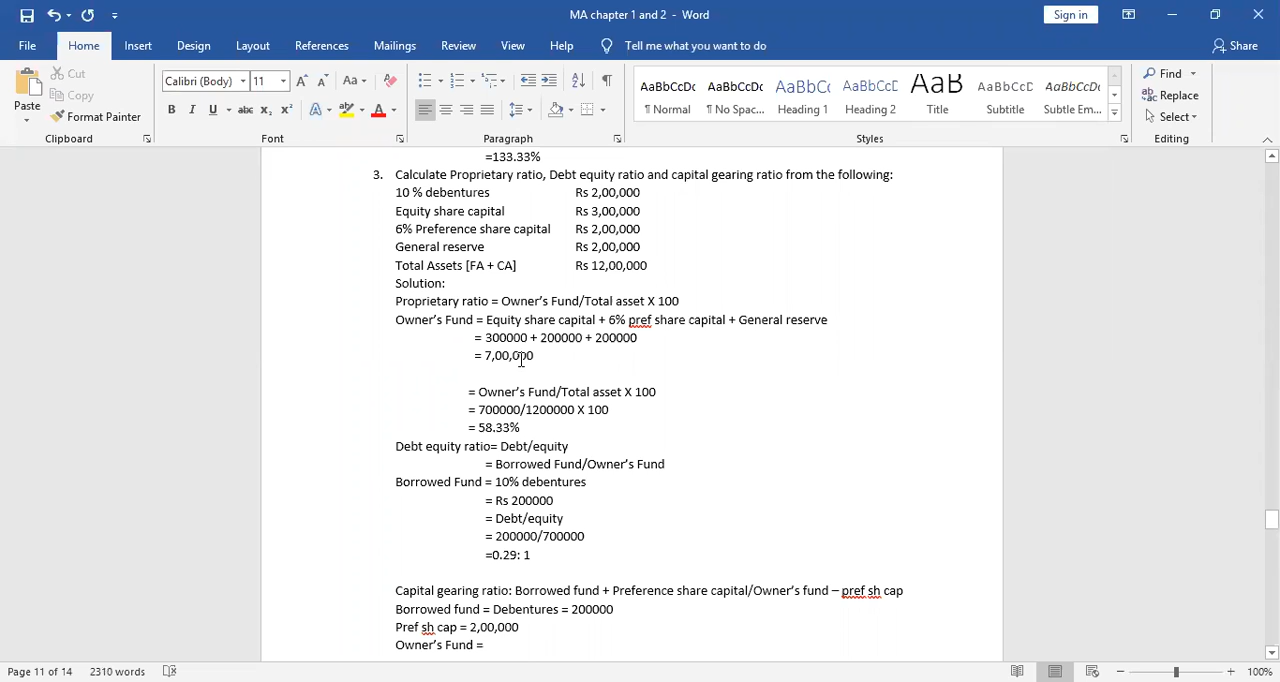 MA chapter 1 and 2 - Word
Sign in
File Home Insert Design Layout References Mailings Review View Help Tell me what you want to do Share
Paste
Cut
Copy
Format Painter
Clipboard
Calibri (Body) 11
Font
Paragraph
AaBbCcDc AaBbCcDc AaBbCc AaBbCcD AaB AaBbCcD AaBbCcDc
¶ Normal ¶ No Spac... Heading 1 Heading 2 Title Subtitle Subtle Em...
Styles
Find
Replace
Select
Editing
=133.33%
3. Calculate Proprietary ratio, Debt equity ratio and capital gearing ratio from the following:
10 % debentures Rs 2,00,000
Equity share capital Rs 3,00,000
6% Preference share capital Rs 2,00,000
General reserve Rs 2,00,000
Total Assets [FA + CA] Rs 12,00,000
Solution:
Proprietary ratio = Owner's Fund/Total asset X 100
Owner's Fund = Equity share capital + 6% pref share capital + General reserve
= 300000 + 200000 + 200000
= 7,00,000
= Owner's Fund/Total asset X 100
= 700000/1200000 X 100
= 58.33%
Debt equity ratio= Debt/equity
= Borrowed Fund/Owner's Fund
Borrowed Fund = 10% debentures
= Rs 200000
= Debt/equity
= 200000/700000
=0.29: 1
Capital gearing ratio: Borrowed fund + Preference share capital/Owner's fund – pref sh cap
Borrowed fund = Debentures = 200000
Pref sh cap = 2,00,000
Owner's Fund =
Page 11 of 14 2310 words 100%